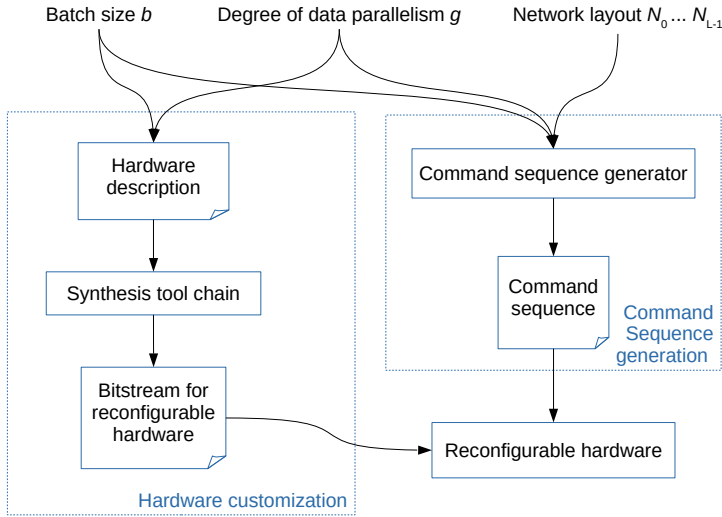 Batch size b
Degree of data parallelism g
Network layout N0 ... NL-1
Hardware
description
Synthesis tool chain
Bitstream for
reconfigurable
hardware
Hardware customization
Command sequence generator
Command
sequence
Command
Sequence
generation
Reconfigurable hardware